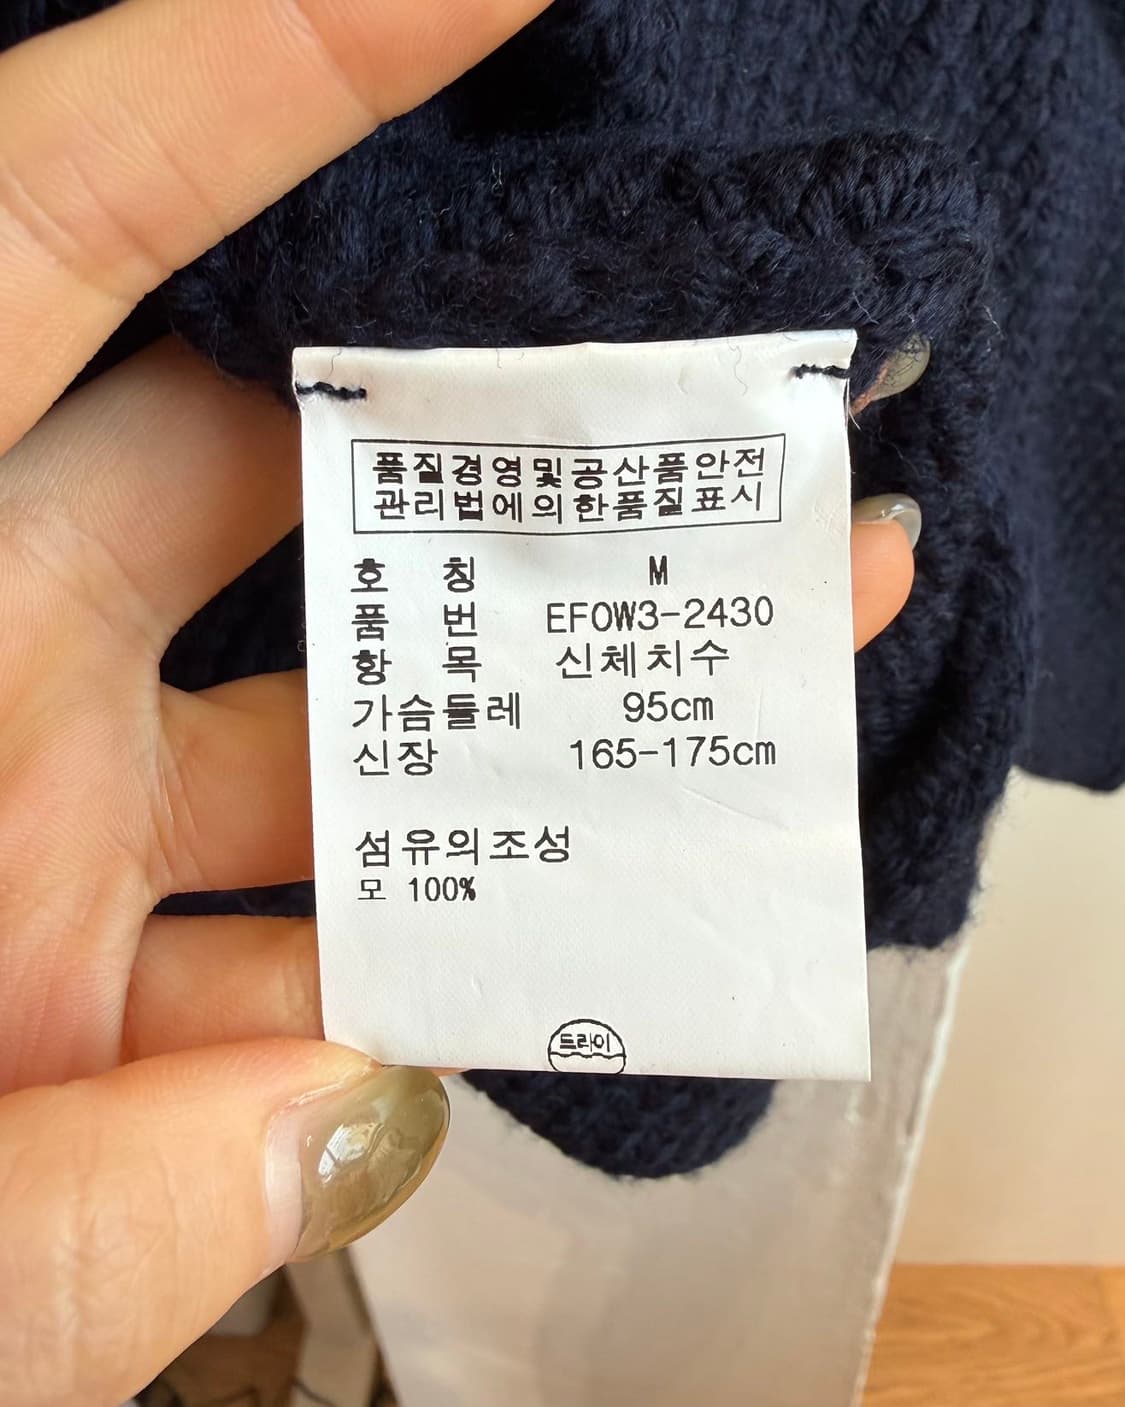 품질경영및공산품안전
관리법에의한품질표시
호 칭 M
품 번 EFOW3-2430
항 목 신체치수
가슴둘레 95cm
신장 165-175cm
섬유의조성
모 100%
드라이